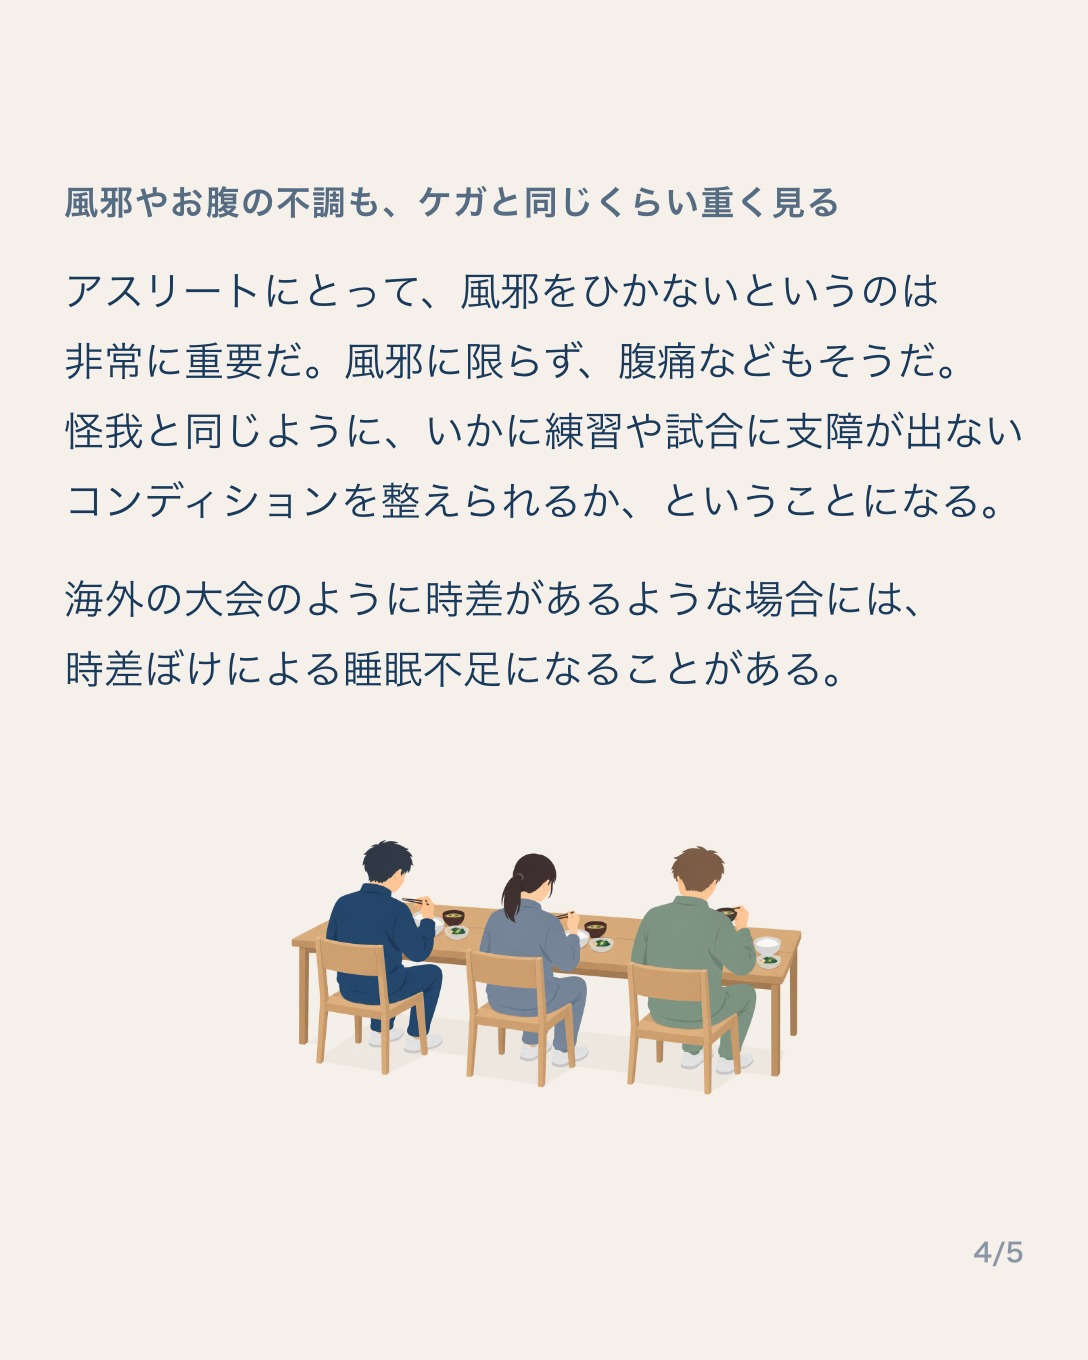 風邪やお腹の不調も、ケガと同じくらい重く見る
アスリートにとって、風邪をひかないというのは
非常に重要だ。風邪に限らず、腹痛などもそうだ。
怪我と同じように、いかに練習や試合に支障が出ない
コンディションを整えられるか、ということになる。
海外の大会のように時差があるような場合には、
時差ぼけによる睡眠不足になることがある。
4/5